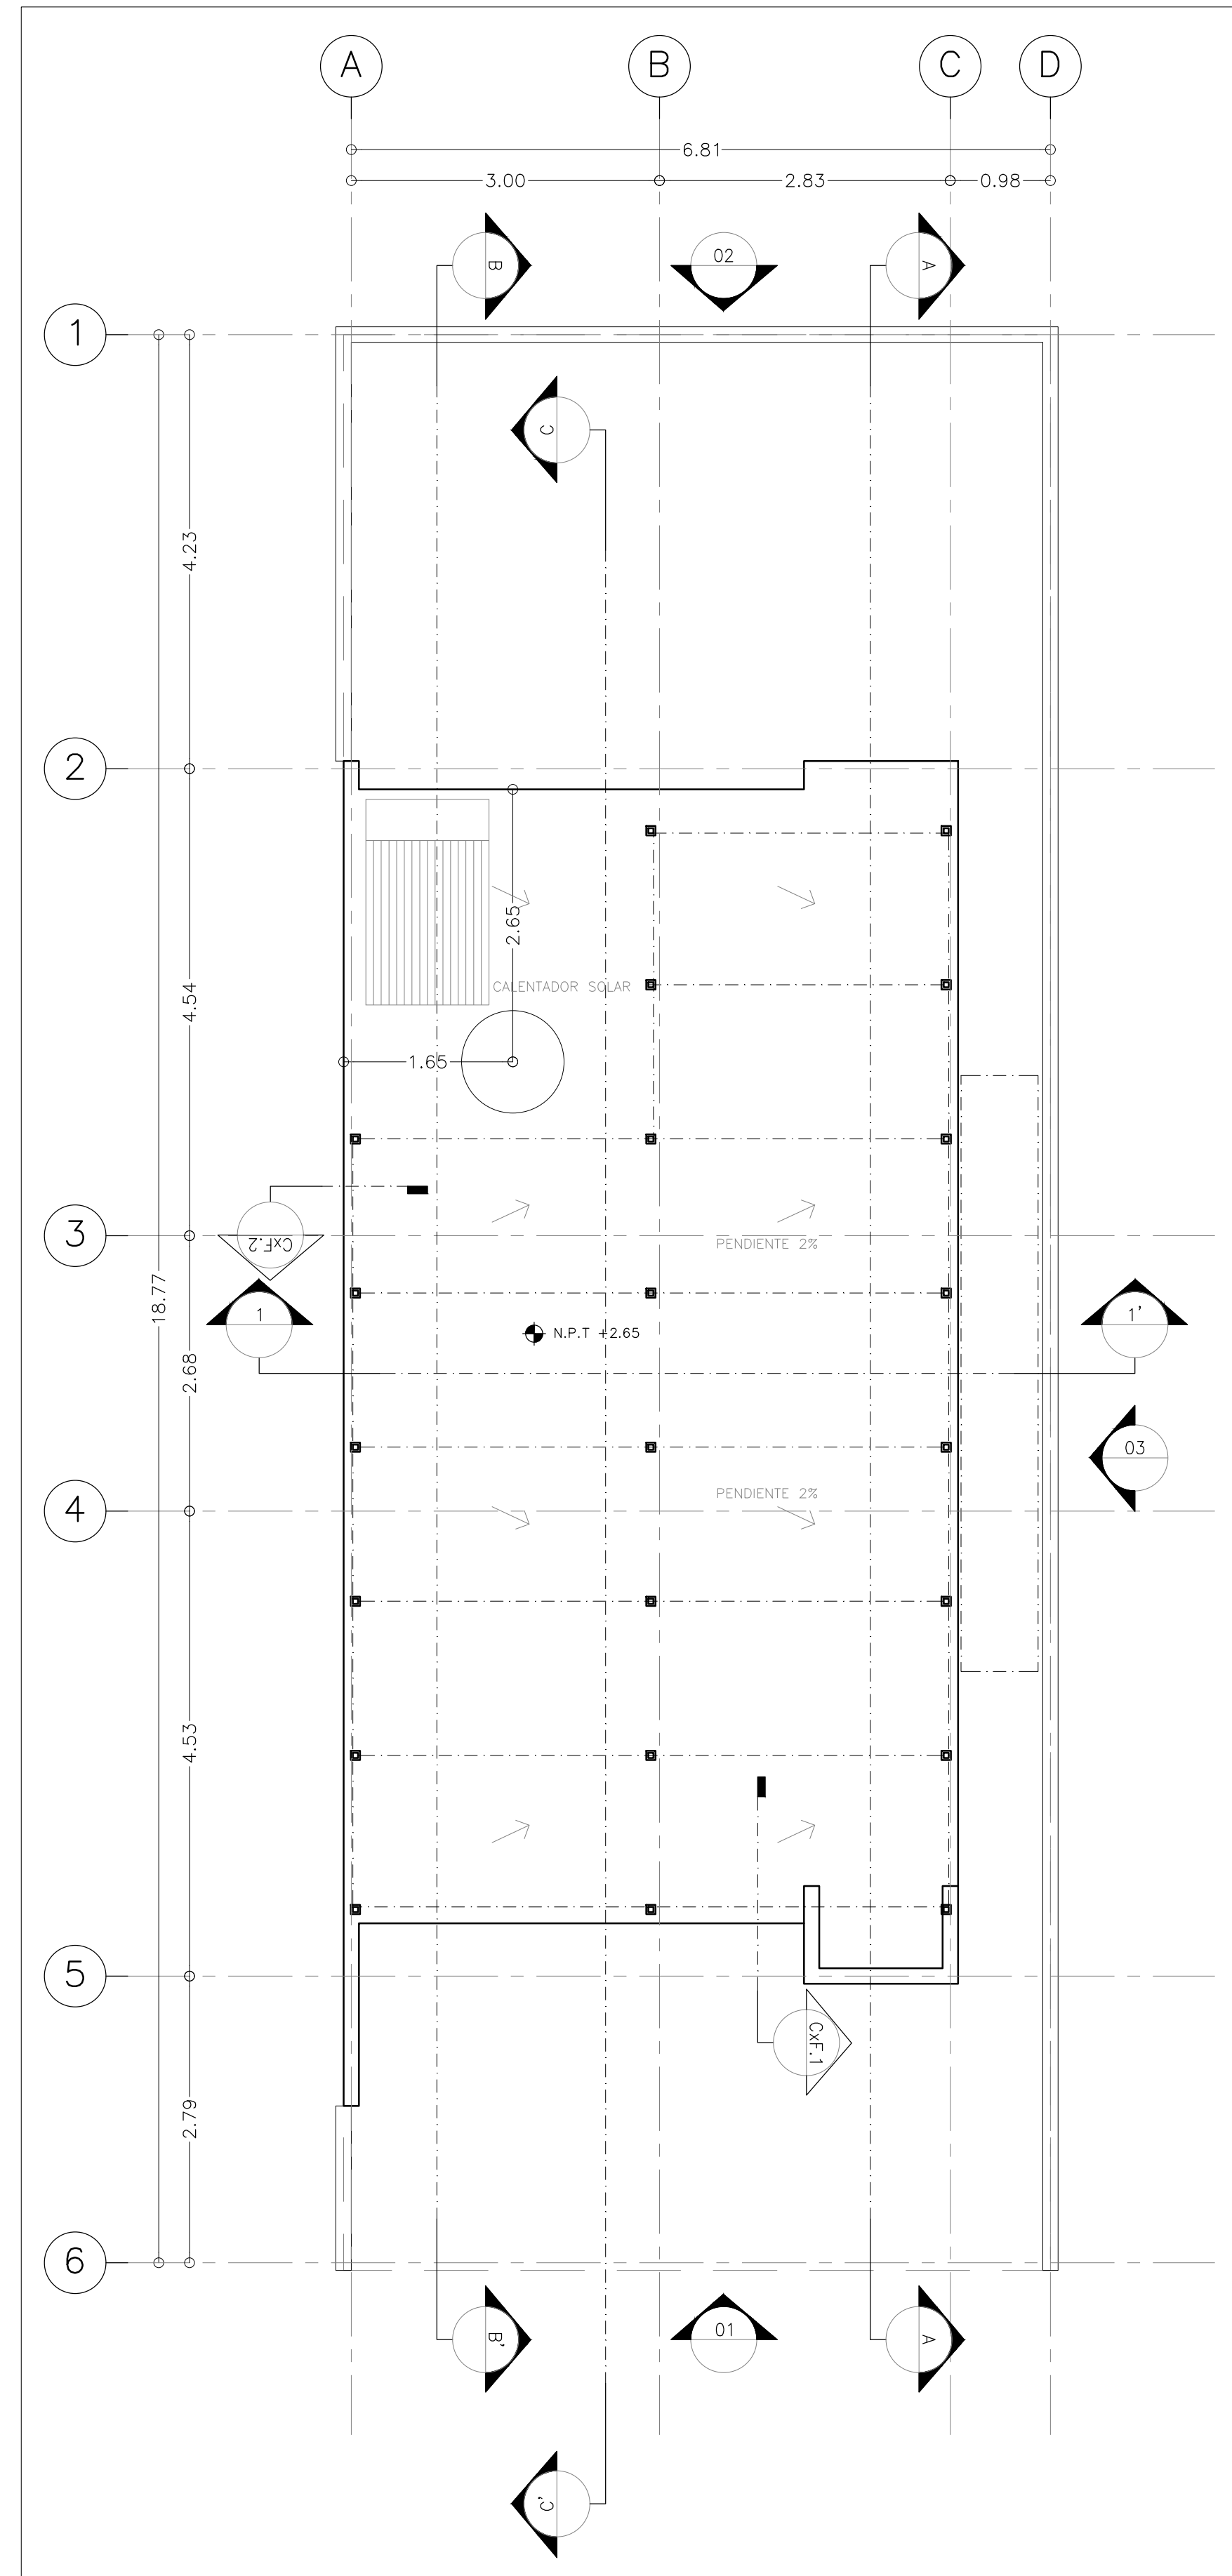 A B C D
6.81
3.00 2.83 0.98
B 02 A
1
C
4.23
2
2.65
CALENTADOR SOLAR
4.54
1.65
3
CxF.2
PENDIENTE 2%
18.77
1 1'
N.P.T +2.65
2.68
03
4
PENDIENTE 2%
4.53
5
CxF.1
2.79
6
B' 01 A
C'